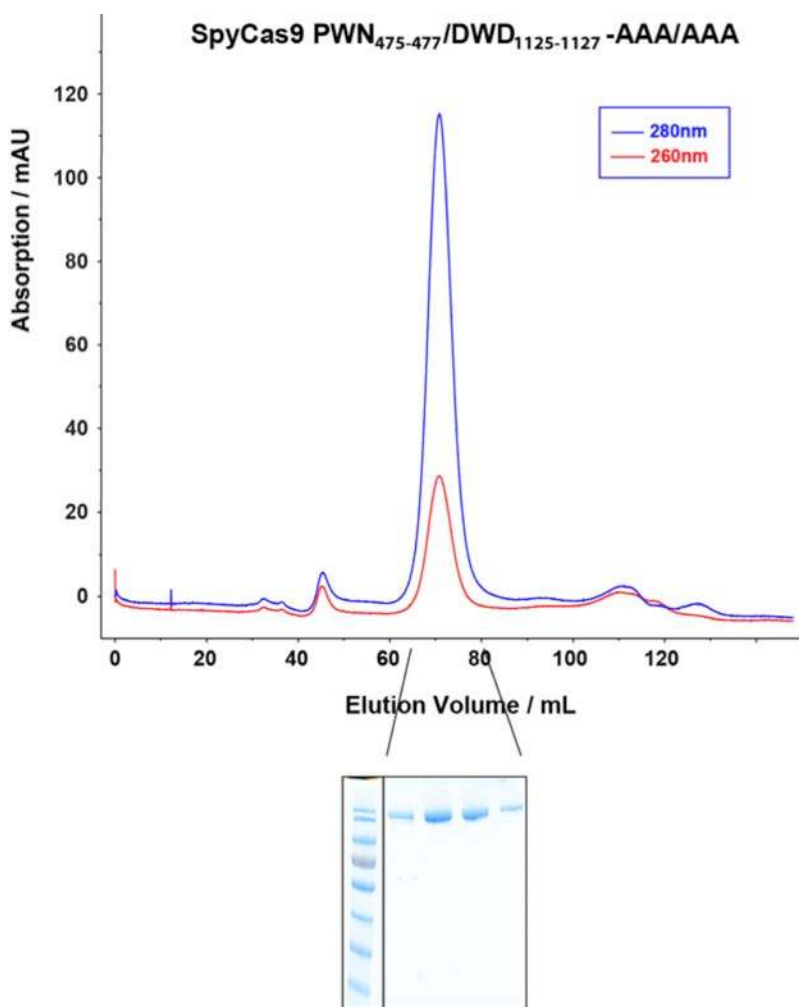 SpyCas9 PWN475-477/DWD1125-1127 -AAA/AAA
280nm
260nm
Absorption / mAU
120
100
80
60
40
20
0
0 20 40 60 80 100 120
Elution Volume / mL